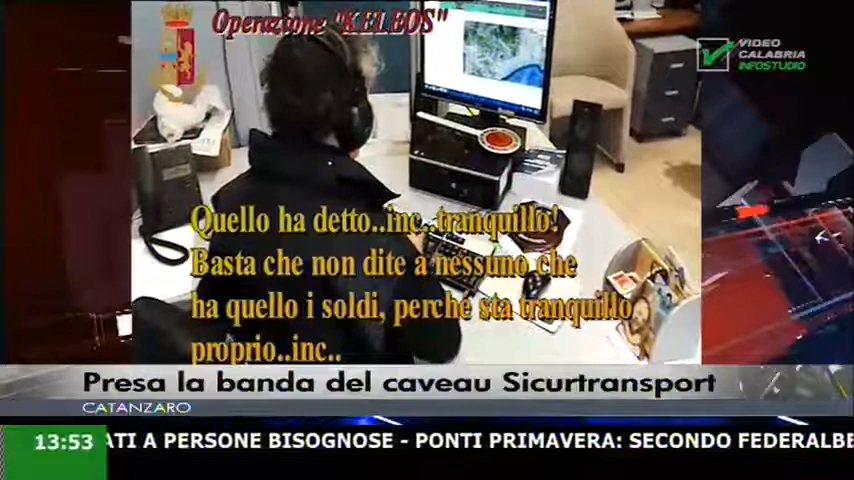 Operazione "KELEOS"
VIDEO
CALABRIA
INFOSTUDIO
Quello ha detto..inc..tranquillo!
Basta che non dite a nessuno che
ha quello i soldi, perchè sta tranquillo
proprio..inc..
Presa la banda del caveau Sicurtransport
CATANZARO
13:53 ATI A PERSONE BISOGNOSE - PONTI PRIMAVERA: SECONDO FEDERALBE